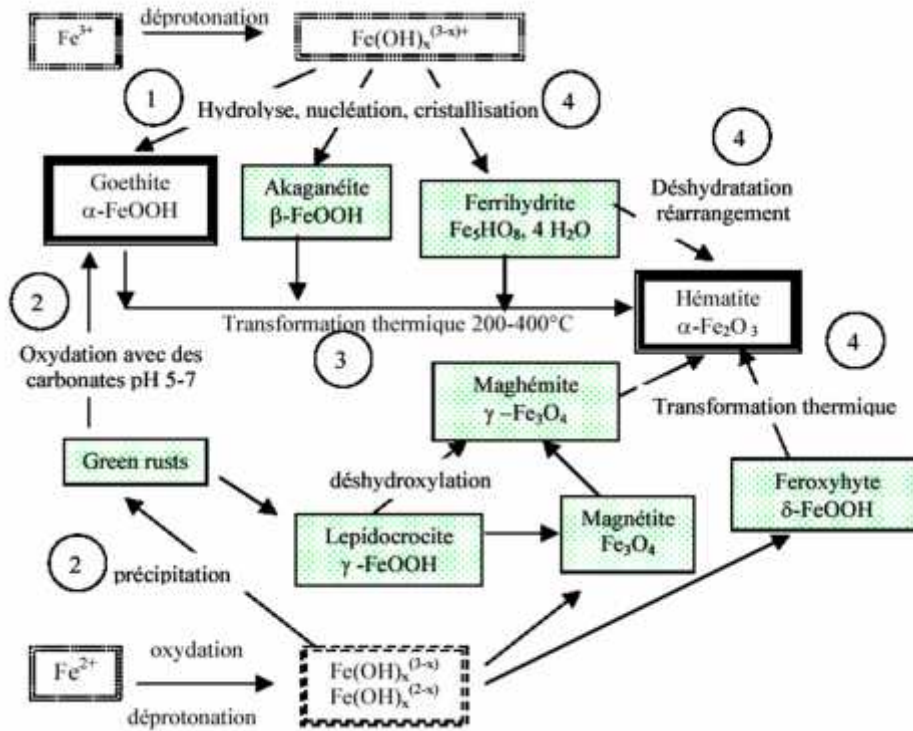 déprotonation
Fe³⁺
Fe(OH)ₓ⁽³⁻ˣ⁾⁺
1
Hydrolyse, nucléation, cristallisation
4
4
Goethite
α-FeOOH
Akaganéite
β-FeOOH
Ferrihydrite
Fe₅HO₈, 4 H₂O
Déshydratation
réarrangement
2
Transformation thermique 200-400°C
Hématite
α-Fe₂O₃
Oxydation avec des
carbonates pH 5-7
3
4
Maghémite
γ –Fe₃O₄
Transformation thermique
Green rusts
déshydroxylation
Feroxyhyte
δ-FeOOH
Lepidocrocite
γ -FeOOH
Magnétite
Fe₃O₄
2
précipitation
Fe²⁺
oxydation
déprotonation
Fe(OH)ₓ⁽³⁻ˣ⁾
Fe(OH)ₓ⁽²⁻ˣ⁾